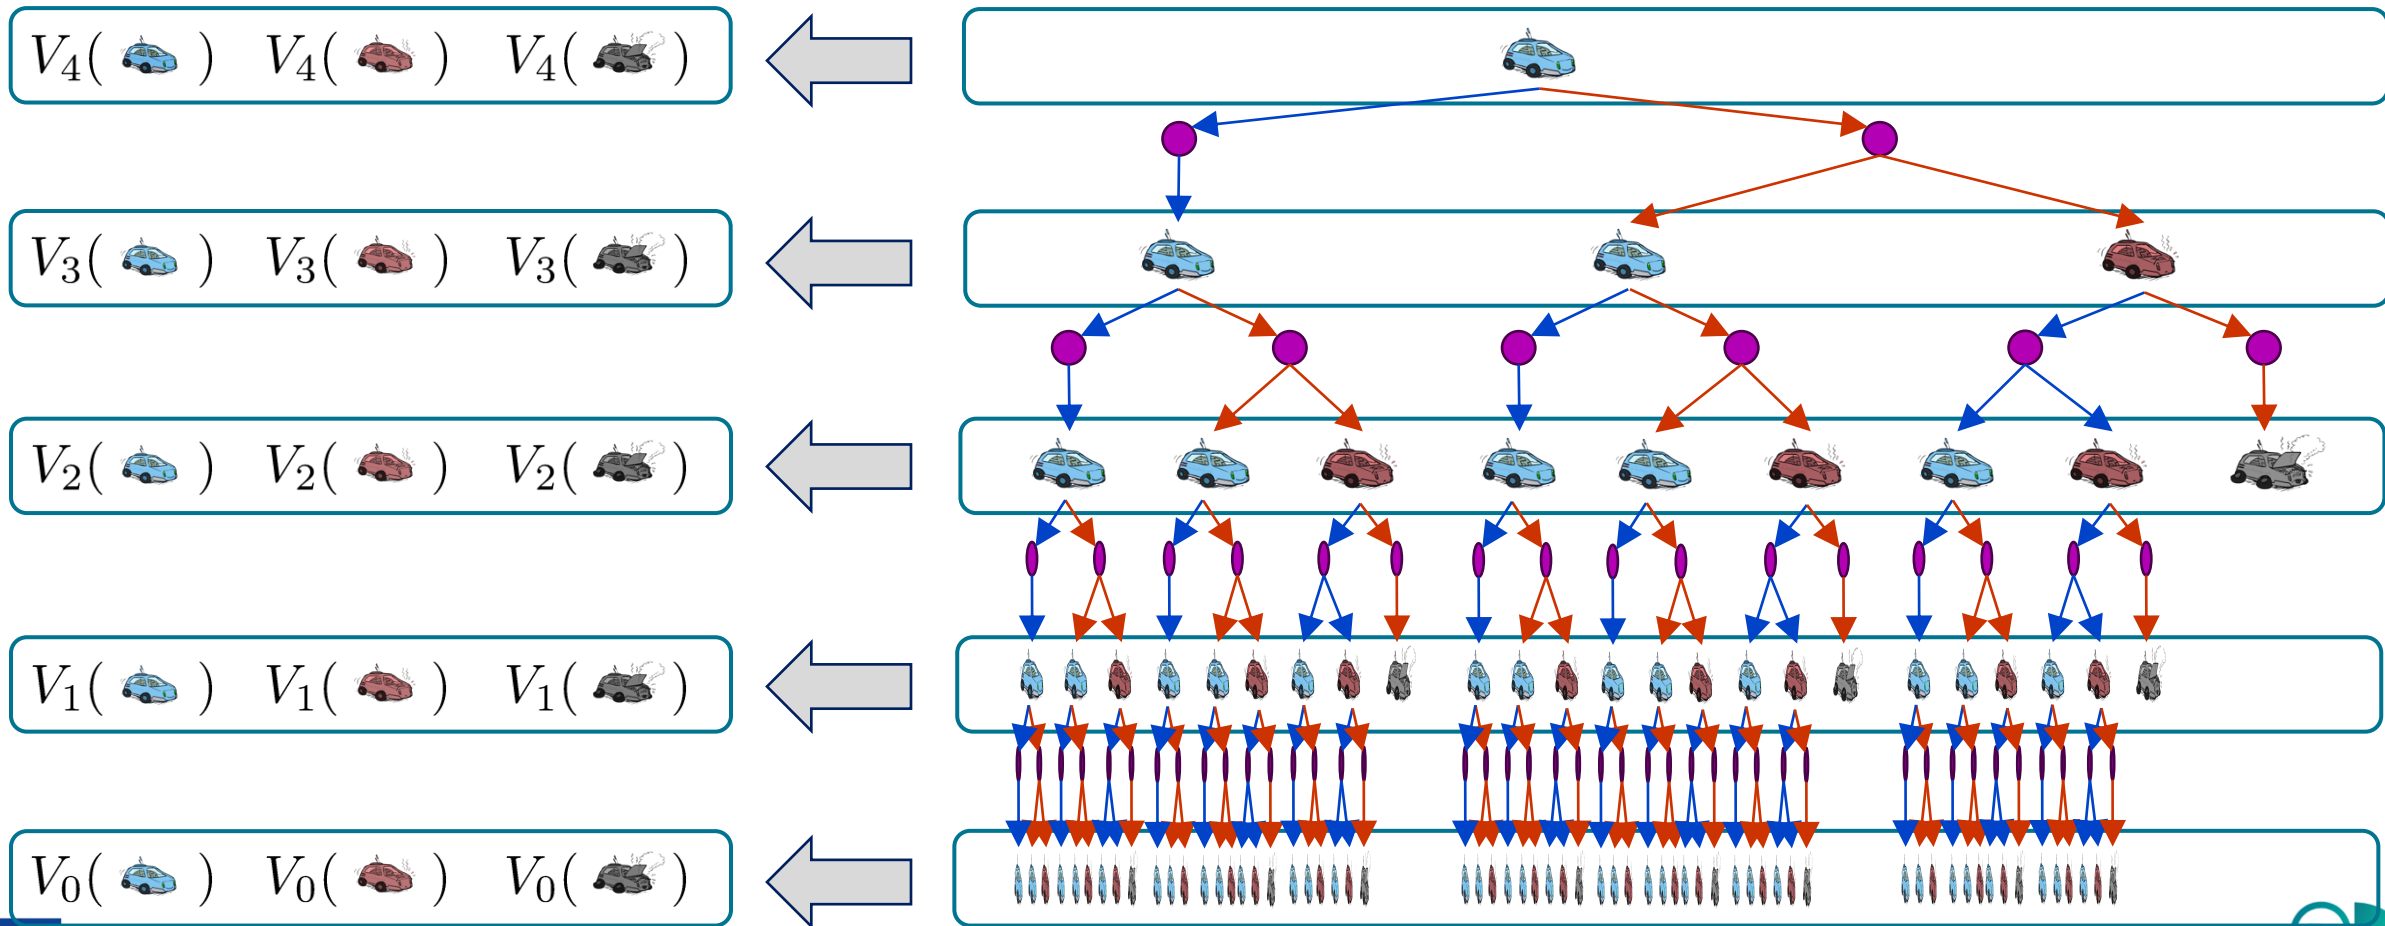 V₄( ) V₄( ) V₄( )
V₃( ) V₃( ) V₃( )
V₂( ) V₂( ) V₂( )
V₁( ) V₁( ) V₁( )
V₀( ) V₀( ) V₀( )